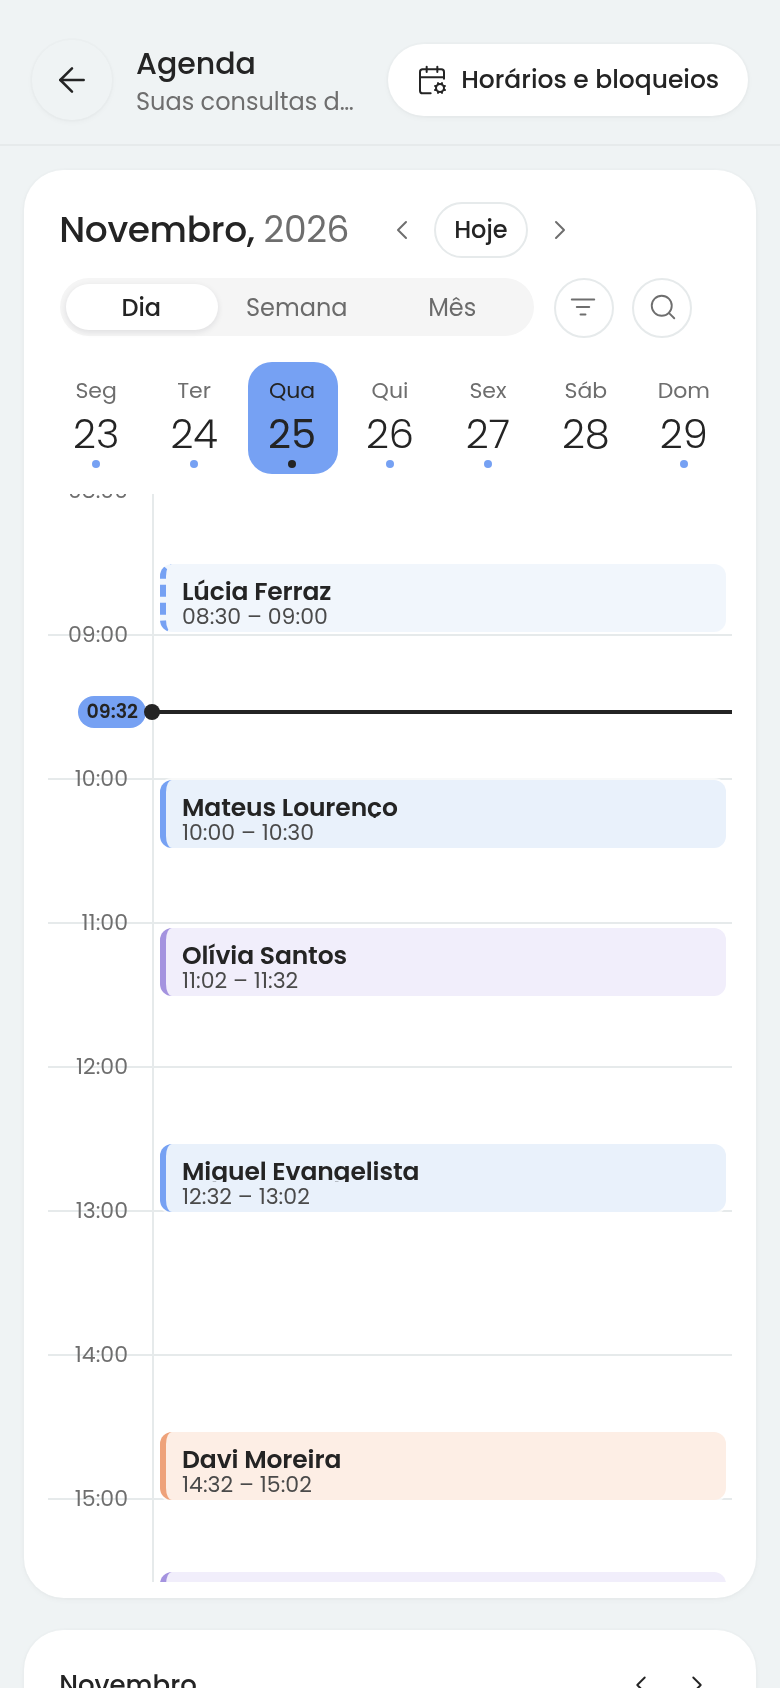 Agenda
Suas consultas d...
Horários e bloqueios
Novembro, 2026
Hoje
Dia
Semana
Mês
Seg
Ter
Qua
Qui
Sex
Sáb
Dom
23
24
25
26
27
28
29
Lúcia Ferraz
08:30 – 09:00
09:00
09:32
10:00
Mateus Lourenço
10:00 – 10:30
11:00
Olívia Santos
11:02 – 11:32
12:00
Miguel Evangelista
12:32 – 13:02
13:00
14:00
Davi Moreira
14:32 – 15:02
15:00
Novembro